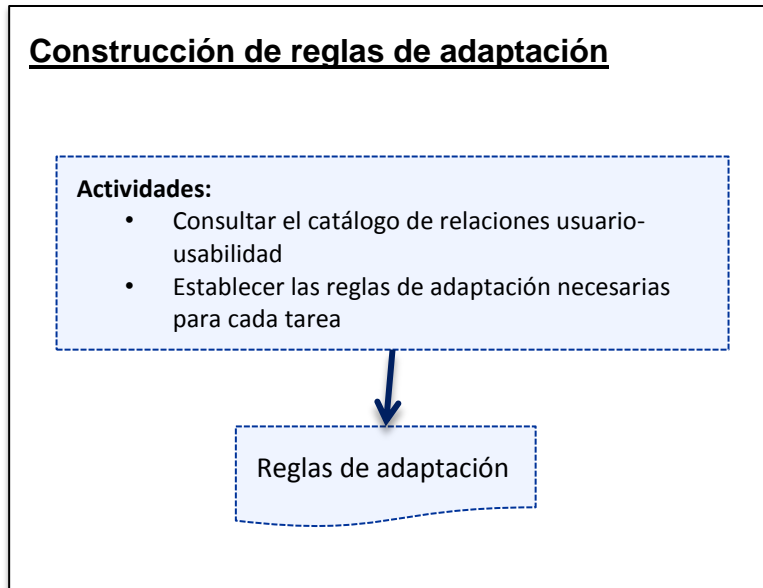 Construcción de reglas de adaptación
Actividades:
• Consultar el catálogo de relaciones usuario-
usabilidad
• Establecer las reglas de adaptación necesarias
para cada tarea
Reglas de adaptación